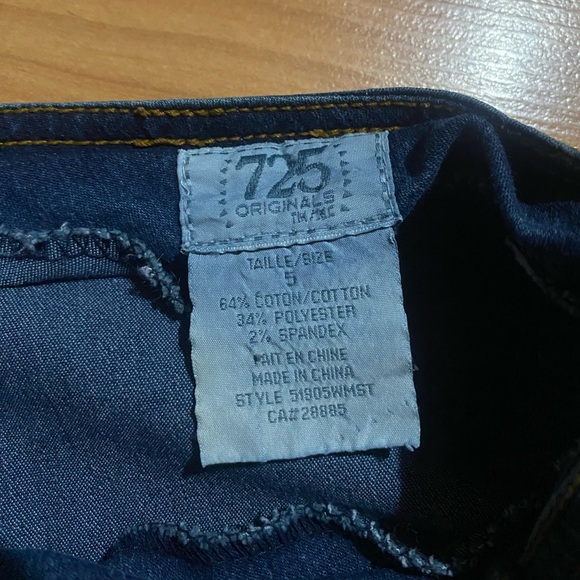 725
ORIGINALS
TM/MC
TAILLE/SIZE
5
64% COTON/COTTON
34% POLYESTER
2% SPANDEX
FAIT EN CHINE
MADE IN CHINA
STYLE 51905WMST
CA#28885